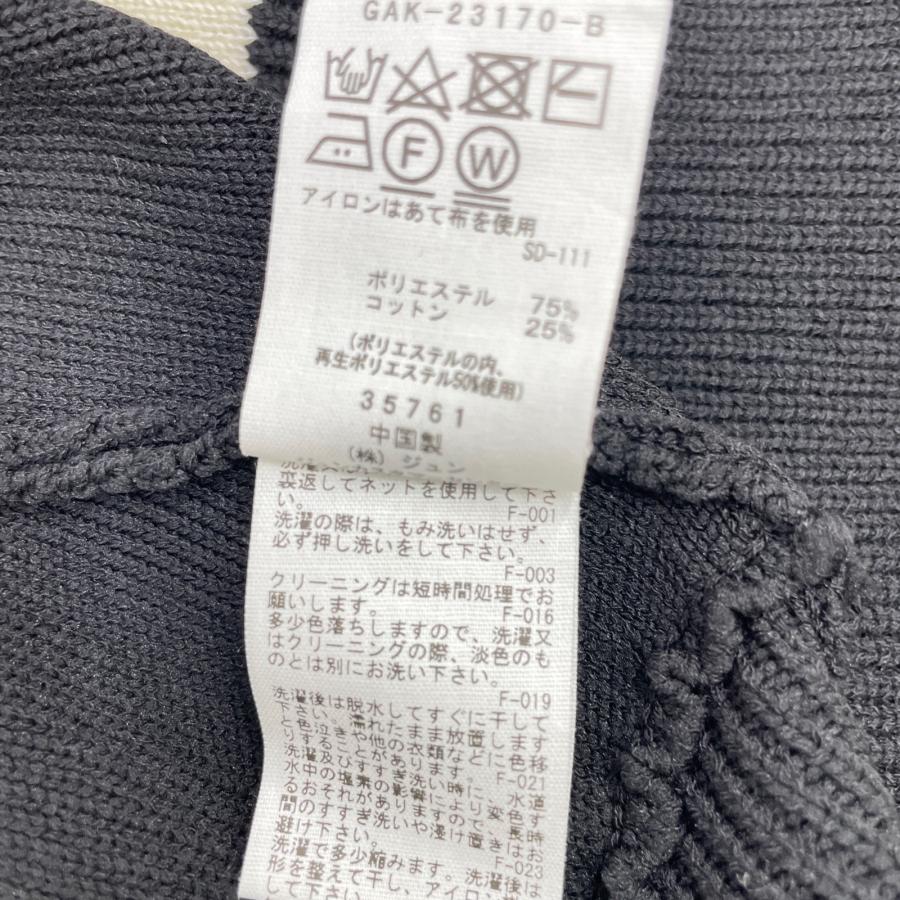 GAK-23170-B
F W
アイロンはあて布を使用
SD-111
ポリエステル 75%
コットン 25%
(ポリエステルの内、
再生ポリエステル50%使用)
35761
中国製
(株) ジュン
裏返してネットを使用して下さ
い。 F-001
洗濯の際は、もみ洗いはせず、
必ず押し洗いをして下さい。
F-003
クリーニングは短時間処理でお
願いします。 F-016
多少色落ちしますので、洗濯又
はクリーニングの際、淡色のも
のとは別にお洗い下さい。
F-019
洗濯後は脱水してすぐに干して
下さい。濡れたまま放置します
と色泣きことや他の衣類などに色移
りすることがあります。 F-021
洗濯及びすすぎ洗い時に、水道
水中の塩素の影響により変色す
るおそれがありますので、長時
間のすすぎ洗いや浸け置きはお
避け下さい。 F-023
洗濯で多少縮みます。洗濯後は
形を整えて干し、アイロン
して下さい。